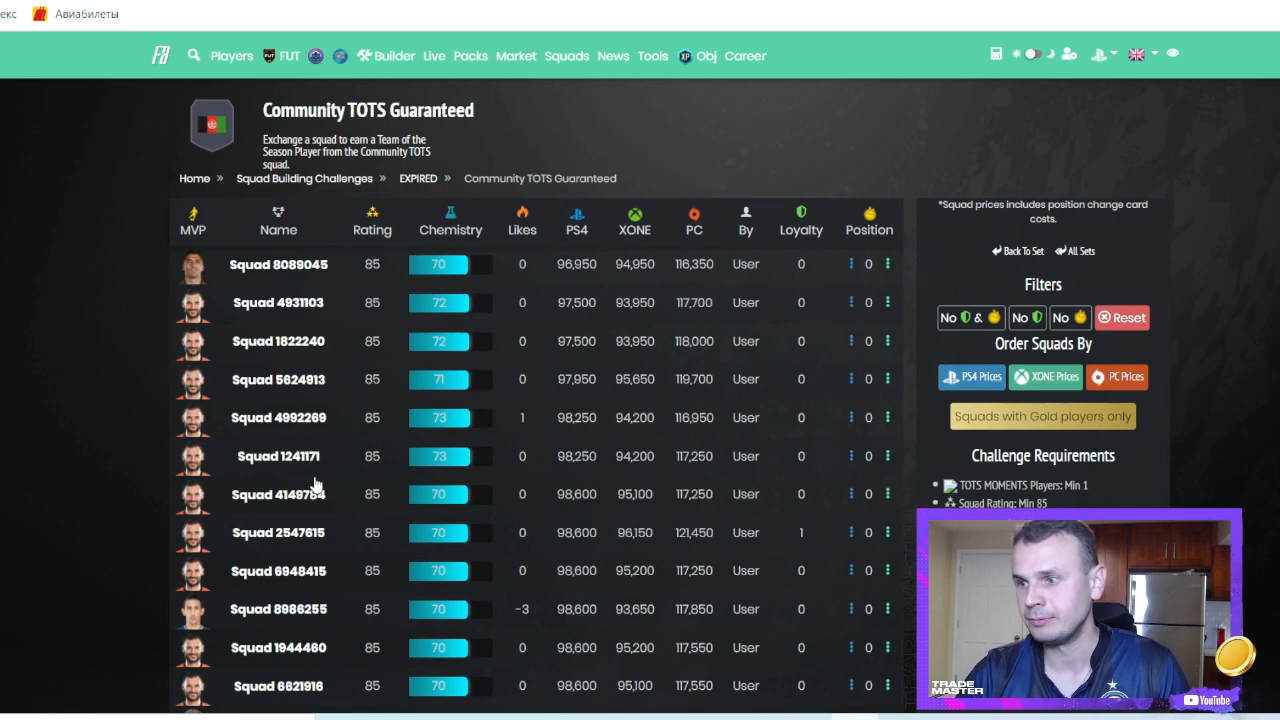 екс Авиабилеты
F8 Players FUT Builder Live Packs Market Squads News Tools XP Obj Career
Community TOTS Guaranteed
Exchange a squad to earn a Team of the
Season Player from the Community TOTS
squad.
Home » Squad Building Challenges » EXPIRED » Community TOTS Guaranteed
MVP Name Rating Chemistry Likes PS4 XONE PC By Loyalty Position
Squad 8089045 85 70 0 96,950 94,950 116,350 User 0 0
Squad 4931103 85 72 0 97,500 93,950 117,700 User 0 0
Squad 1822240 85 72 0 97,500 93,950 118,000 User 0 0
Squad 5624913 85 71 0 97,950 95,650 119,700 User 0 0
Squad 4992269 85 73 1 98,250 94,200 116,950 User 0 0
Squad 1241171 85 73 0 98,250 94,200 117,250 User 0 0
Squad 85 70 0 98,600 95,100 117,250 User 0 0
Squad 2547615 85 70 0 98,600 96,150 121,450 User 1 0
Squad 6948415 85 70 0 98,600 95,200 117,250 User 0 0
Squad 8986255 85 70 -3 98,600 93,650 117,850 User 0 0
Squad 1944460 85 70 0 98,600 95,200 117,550 User 0 0
Squad 6621916 85 70 0 98,600 95,100 117,550 User 0 0
*Squad prices includes position change card
costs.
Back To Set All Sets
Filters
No & No No Reset
Order Squads By
PS4 Prices XONE Prices PC Prices
Squads with Gold players only
Challenge Requirements
TOTS MOMENTS Players: Min 1
Squad Rating: Min 85
TRADE
MASTER
YouTube